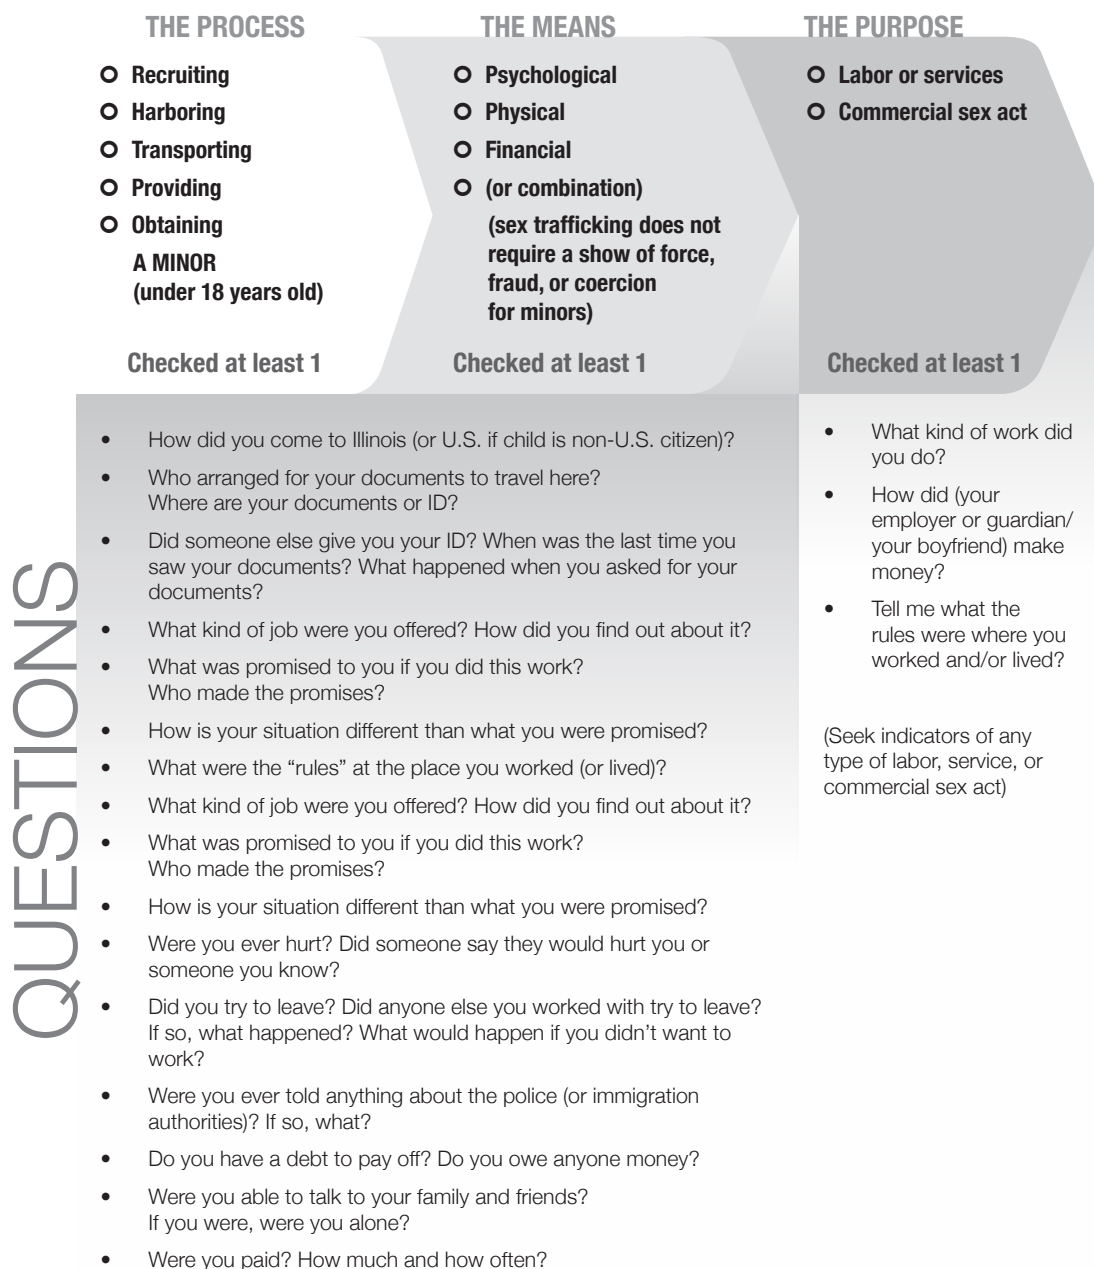 THE PROCESS
Recruiting
Harboring
Transporting
Providing
Obtaining
A MINOR
(under 18 years old)
Checked at least 1
THE MEANS
Psychological
Physical
Financial
(or combination)
(sex trafficking does not
require a show of force,
fraud, or coercion
for minors)
Checked at least 1
THE PURPOSE
Labor or services
Commercial sex act
Checked at least 1
QUESTIONS
• How did you come to Illinois (or U.S. if child is non-U.S. citizen)?
• Who arranged for your documents to travel here?
Where are your documents or ID?
• Did someone else give you your ID? When was the last time you
saw your documents? What happened when you asked for your
documents?
• What kind of job were you offered? How did you find out about it?
• What was promised to you if you did this work?
Who made the promises?
• How is your situation different than what you were promised?
• What were the “rules” at the place you worked (or lived)?
• What kind of job were you offered? How did you find out about it?
• What was promised to you if you did this work?
Who made the promises?
• How is your situation different than what you were promised?
• Were you ever hurt? Did someone say they would hurt you or
someone you know?
• Did you try to leave? Did anyone else you worked with try to leave?
If so, what happened? What would happen if you didn’t want to
work?
• Were you ever told anything about the police (or immigration
authorities)? If so, what?
• Do you have a debt to pay off? Do you owe anyone money?
• Were you able to talk to your family and friends?
If you were, were you alone?
• Were you paid? How much and how often?
• What kind of work did
you do?
• How did (your
employer or guardian/
your boyfriend) make
money?
• Tell me what the
rules were where you
worked and/or lived?
(Seek indicators of any
type of labor, service, or
commercial sex act)